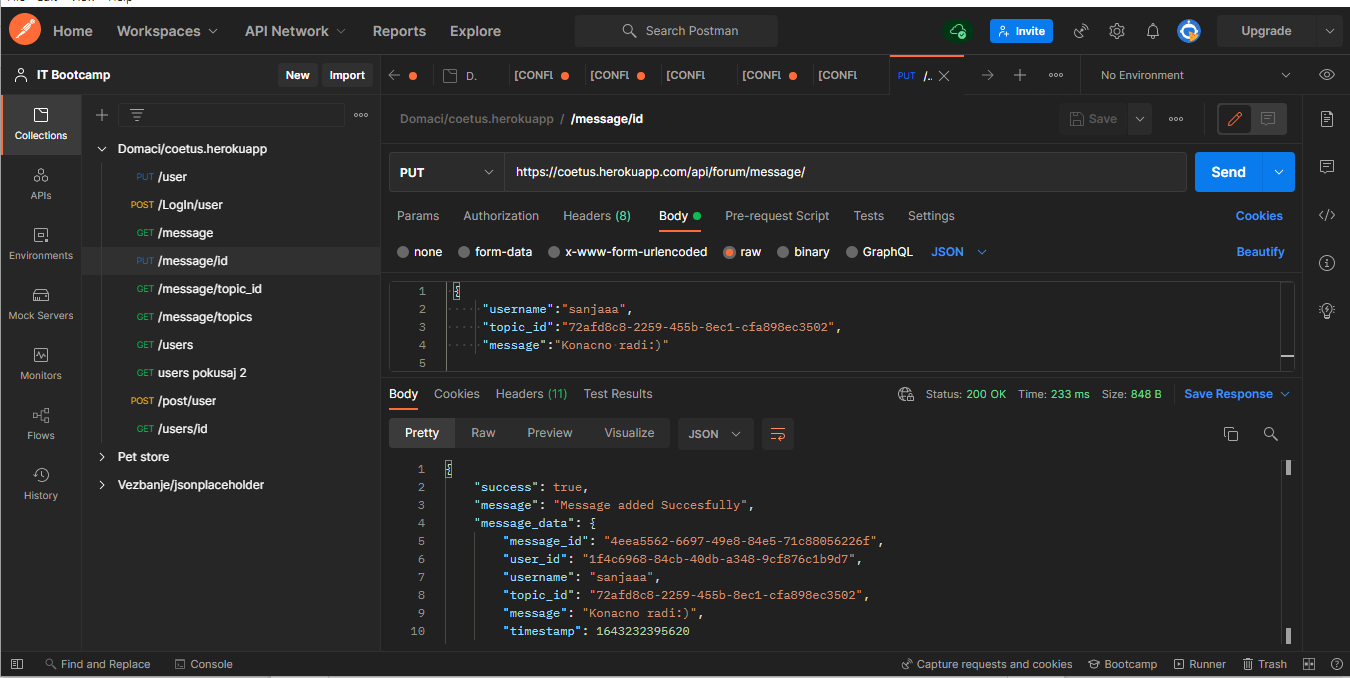 Home Workspaces API Network Reports Explore Search Postman Invite Upgrade
IT Bootcamp New Import D. [CONFL [CONFL [CONFL [CONFL [CONFL PUT /.. No Environment
Collections
APIs
Environments
Mock Servers
Monitors
Flows
History
Domaci/coetus.herokuapp
PUT /user
POST /LogIn/user
GET /message
PUT /message/id
GET /message/topic_id
GET /message/topics
GET /users
GET users pokusaj 2
POST /post/user
GET /users/id
Pet store
Vezbanje/jsonplaceholder
Domaci/coetus.herokuapp / /message/id Save
PUT https://coetus.herokuapp.com/api/forum/message/ Send
Params Authorization Headers (8) Body Pre-request Script Tests Settings Cookies
none form-data x-www-form-urlencoded raw binary GraphQL JSON Beautify
1 {
2 "username":"sanjaaa",
3 "topic_id":"72afd8c8-2259-455b-8ec1-cfa898ec3502",
4 "message":"Konacno radi:)"
5
Body Cookies Headers (11) Test Results Status: 200 OK Time: 233 ms Size: 848 B Save Response
Pretty Raw Preview Visualize JSON
1 {
2 "success": true,
3 "message": "Message added Succesfully",
4 "message_data": {
5 "message_id": "4eea5562-6697-49e8-84e5-71c88056226f",
6 "user_id": "1f4c6968-84cb-40db-a348-9cf876c1b9d7",
7 "username": "sanjaaa",
8 "topic_id": "72afd8c8-2259-455b-8ec1-cfa898ec3502",
9 "message": "Konacno radi:)",
10 "timestamp": 1643232395620
Find and Replace Console Capture requests and cookies Bootcamp Runner Trash